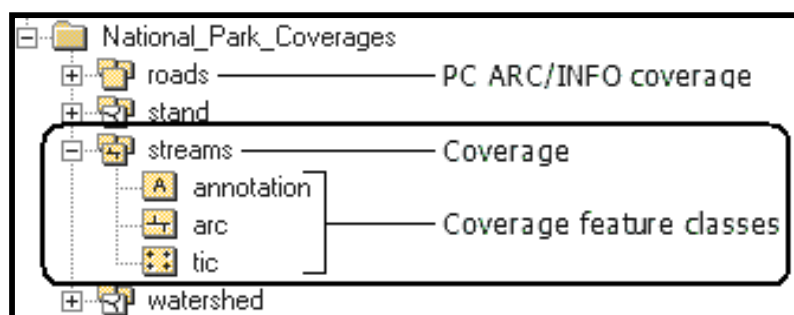 National_Park_Coverages
roads PC ARC/INFO coverage
stand
streams Coverage
A annotation
arc Coverage feature classes
tic
watershed